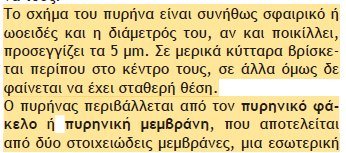 Το σχήμα του πυρήνα είναι συνήθως σφαιρικό ή
ωοειδές και η διάμετρός του, αν και ποικίλλει,
προσεγγίζει τα 5 μm. Σε μερικά κύτταρα βρίσκε-
ται περίπου στο κέντρο τους, σε άλλα όμως δε
φαίνεται να έχει σταθερή θέση.
Ο πυρήνας περιβάλλεται από τον πυρηνικό φά-
κελο ή πυρηνική μεμβράνη, που αποτελείται
από δύο στοιχειώδεις μεμβράνες, μια εσωτερική